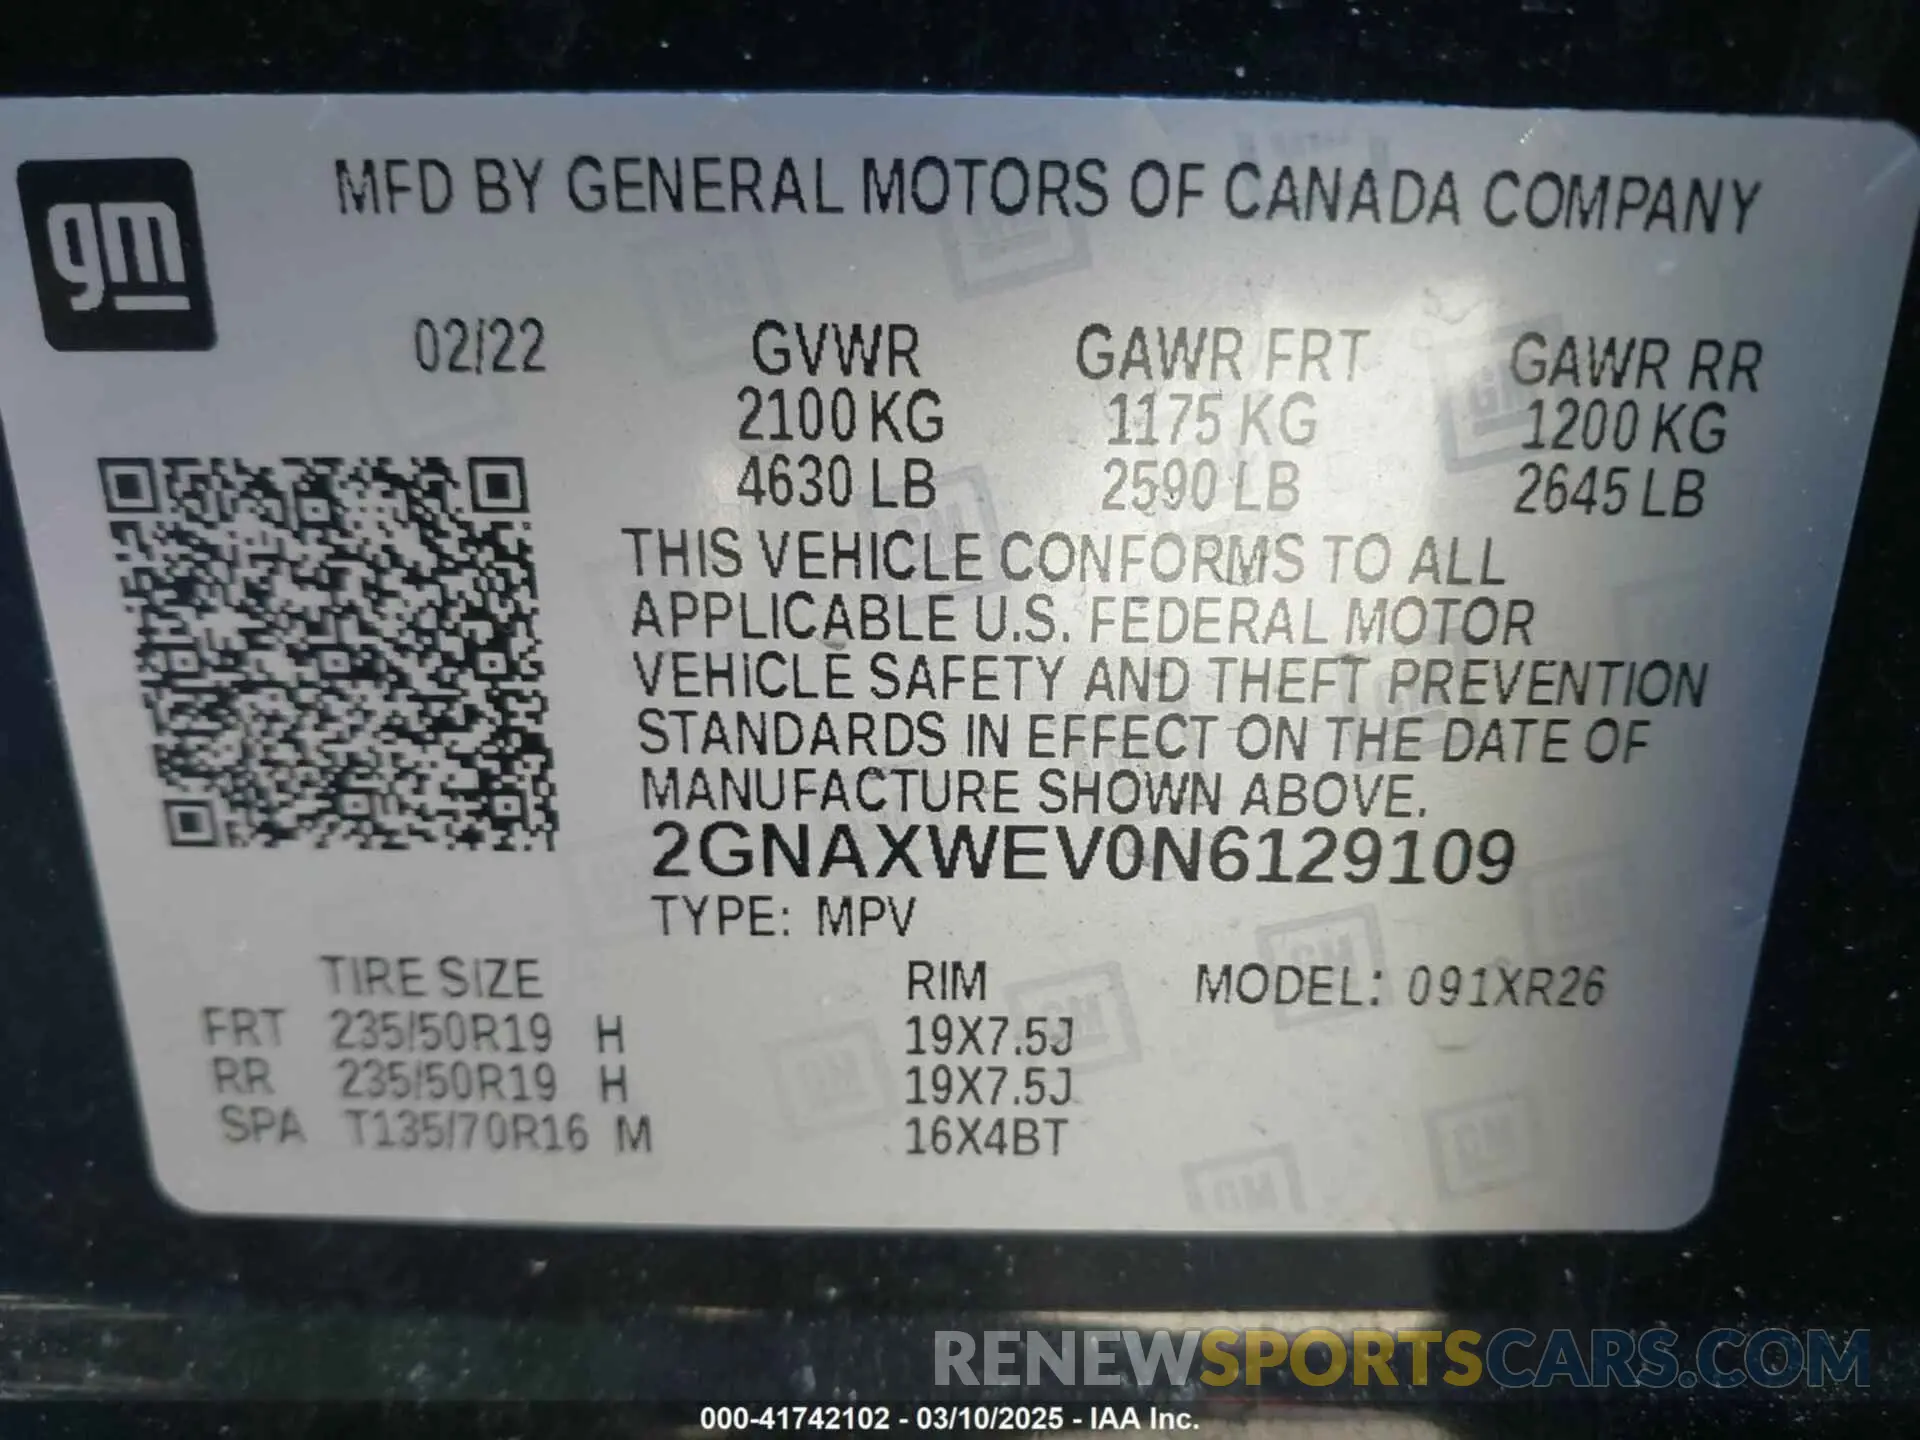 gm
MFD BY GENERAL MOTORS OF CANADA COMPANY
02/22 GVWR GAWR FRT GAWR RR
2100 KG 1175 KG 1200 KG
4630 LB 2590 LB 2645 LB
THIS VEHICLE CONFORMS TO ALL
APPLICABLE U.S. FEDERAL MOTOR
VEHICLE SAFETY AND THEFT PREVENTION
STANDARDS IN EFFECT ON THE DATE OF
MANUFACTURE SHOWN ABOVE.
2GNAXWEV0N6129109
TYPE: MPV
TIRE SIZE RIM MODEL: 091XR26
FRT 235/50R19 H 19X7.5J
RR 235/50R19 H 19X7.5J
SPA T135/70R16 M 16X4BT
RENEWSPORTSCARS.COM
000-41742102 - 03/10/2025 - IAA Inc.